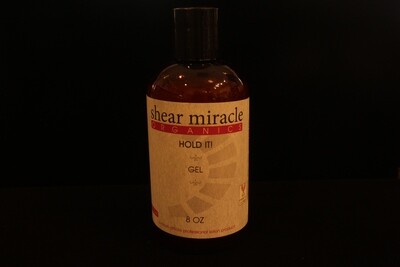 shear miracle
ORGANICS
HOLD IT!
GEL
8 OZ